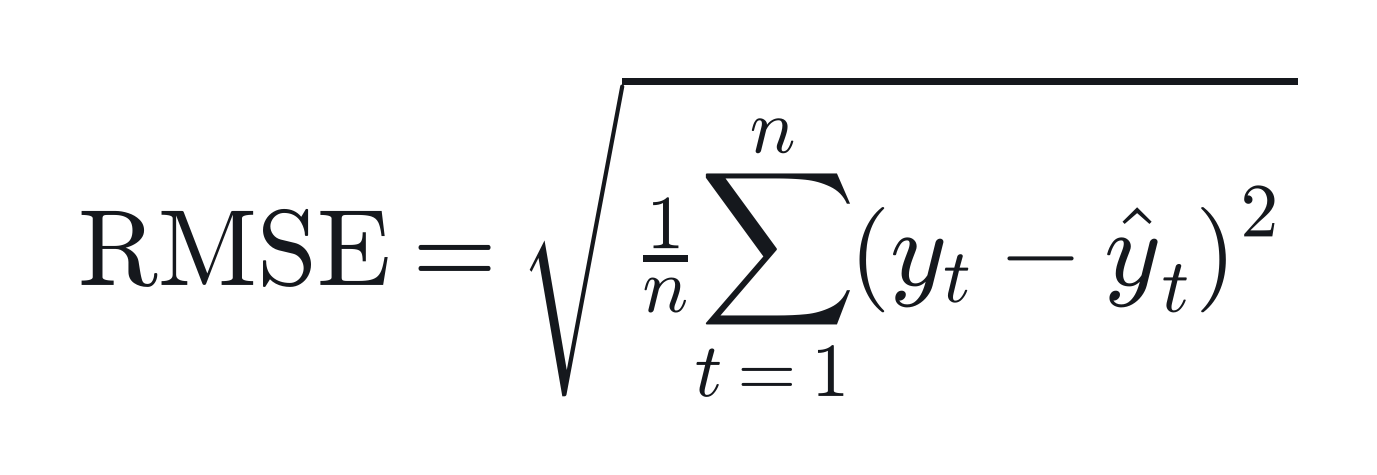 RMSE = √(1/n ∑_{t=1}^{n} (y_t − ŷ_t)²)